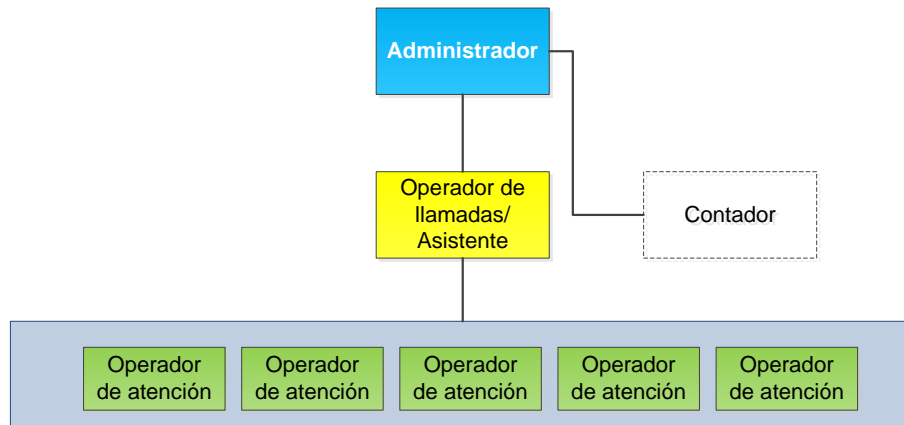 Administrador
Operador de
llamadas/
Asistente
Contador
Operador
de atención
Operador
de atención
Operador
de atención
Operador
de atención
Operador
de atención